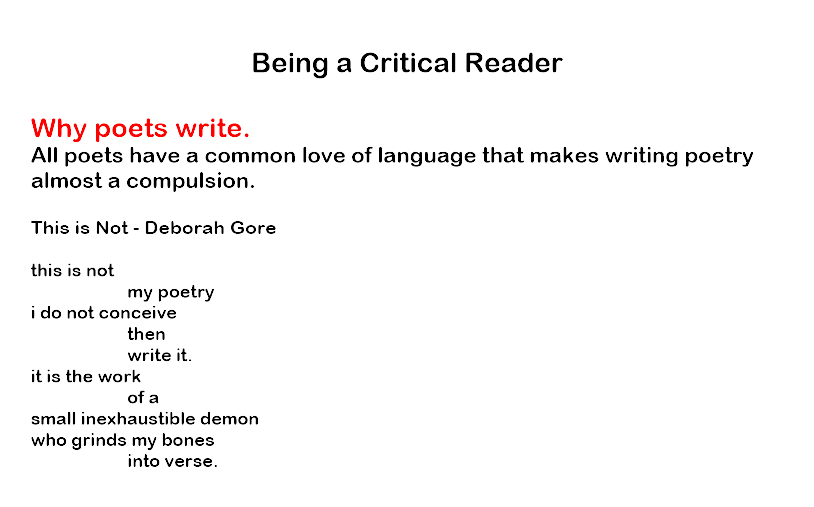 Being a Critical Reader
Why poets write.
All poets have a common love of language that makes writing poetry
almost a compulsion.
This is Not - Deborah Gore
this is not
my poetry
i do not conceive
then
write it.
it is the work
of a
small inexhaustible demon
who grinds my bones
into verse.